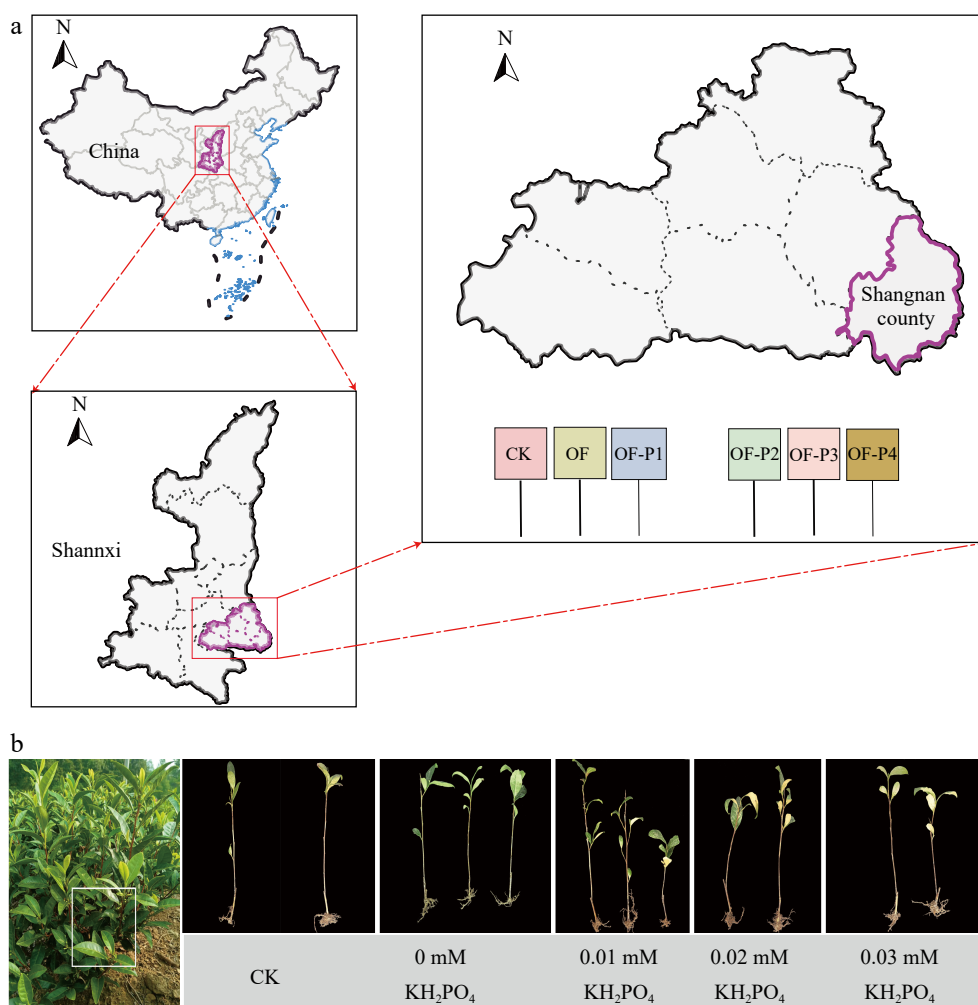 a
N
China
N
Shangnan
county
CK
OF
OF-P1
OF-P2
OF-P3
OF-P4
N
Shannxi
b
CK
0 mM
KH₂PO₄
0.01 mM
KH₂PO₄
0.02 mM
KH₂PO₄
0.03 mM
KH₂PO₄